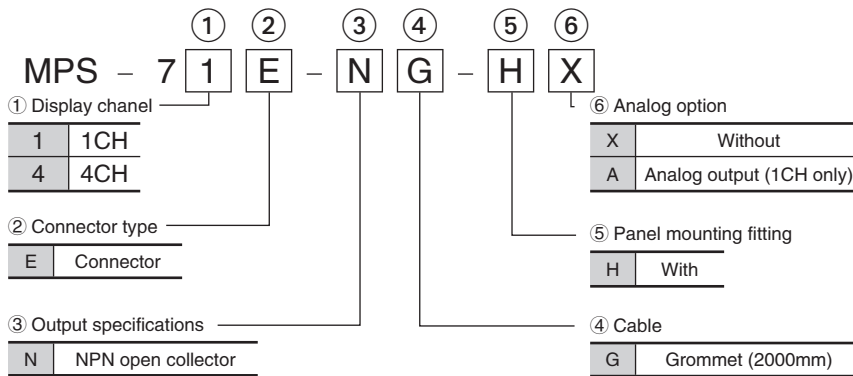 ① ② ③ ④ ⑤ ⑥
MPS – 7 1 E – N G – H X
① Display chanel
1 1CH
4 4CH
② Connector type
E Connector
③ Output specifications
N NPN open collector
⑥ Analog option
X Without
A Analog output (1CH only)
⑤ Panel mounting fitting
H With
④ Cable
G Grommet (2000mm)